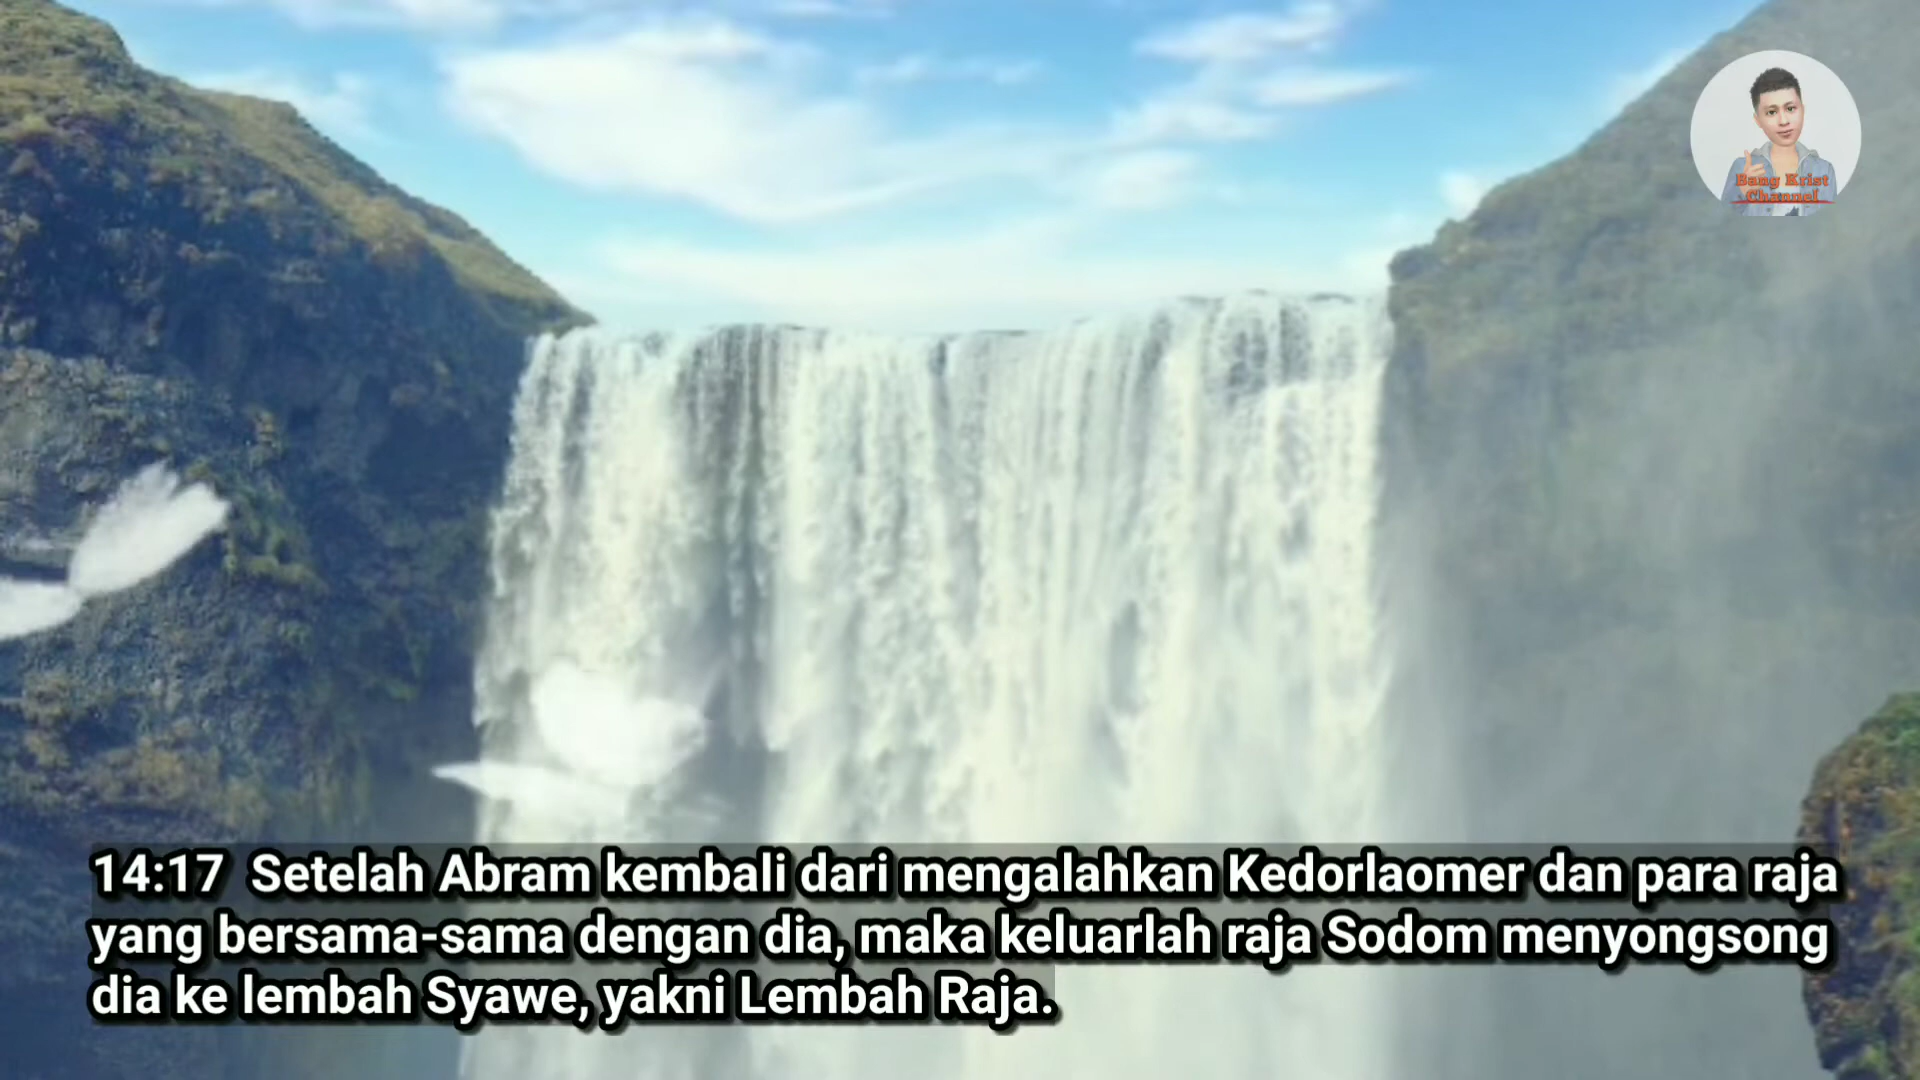 Bang Krist
Channel
14:17 Setelah Abram kembali dari mengalahkan Kedorlaomer dan para raja
yang bersama-sama dengan dia, maka keluarlah raja Sodom menyongsong
dia ke lembah Syawe, yakni Lembah Raja.